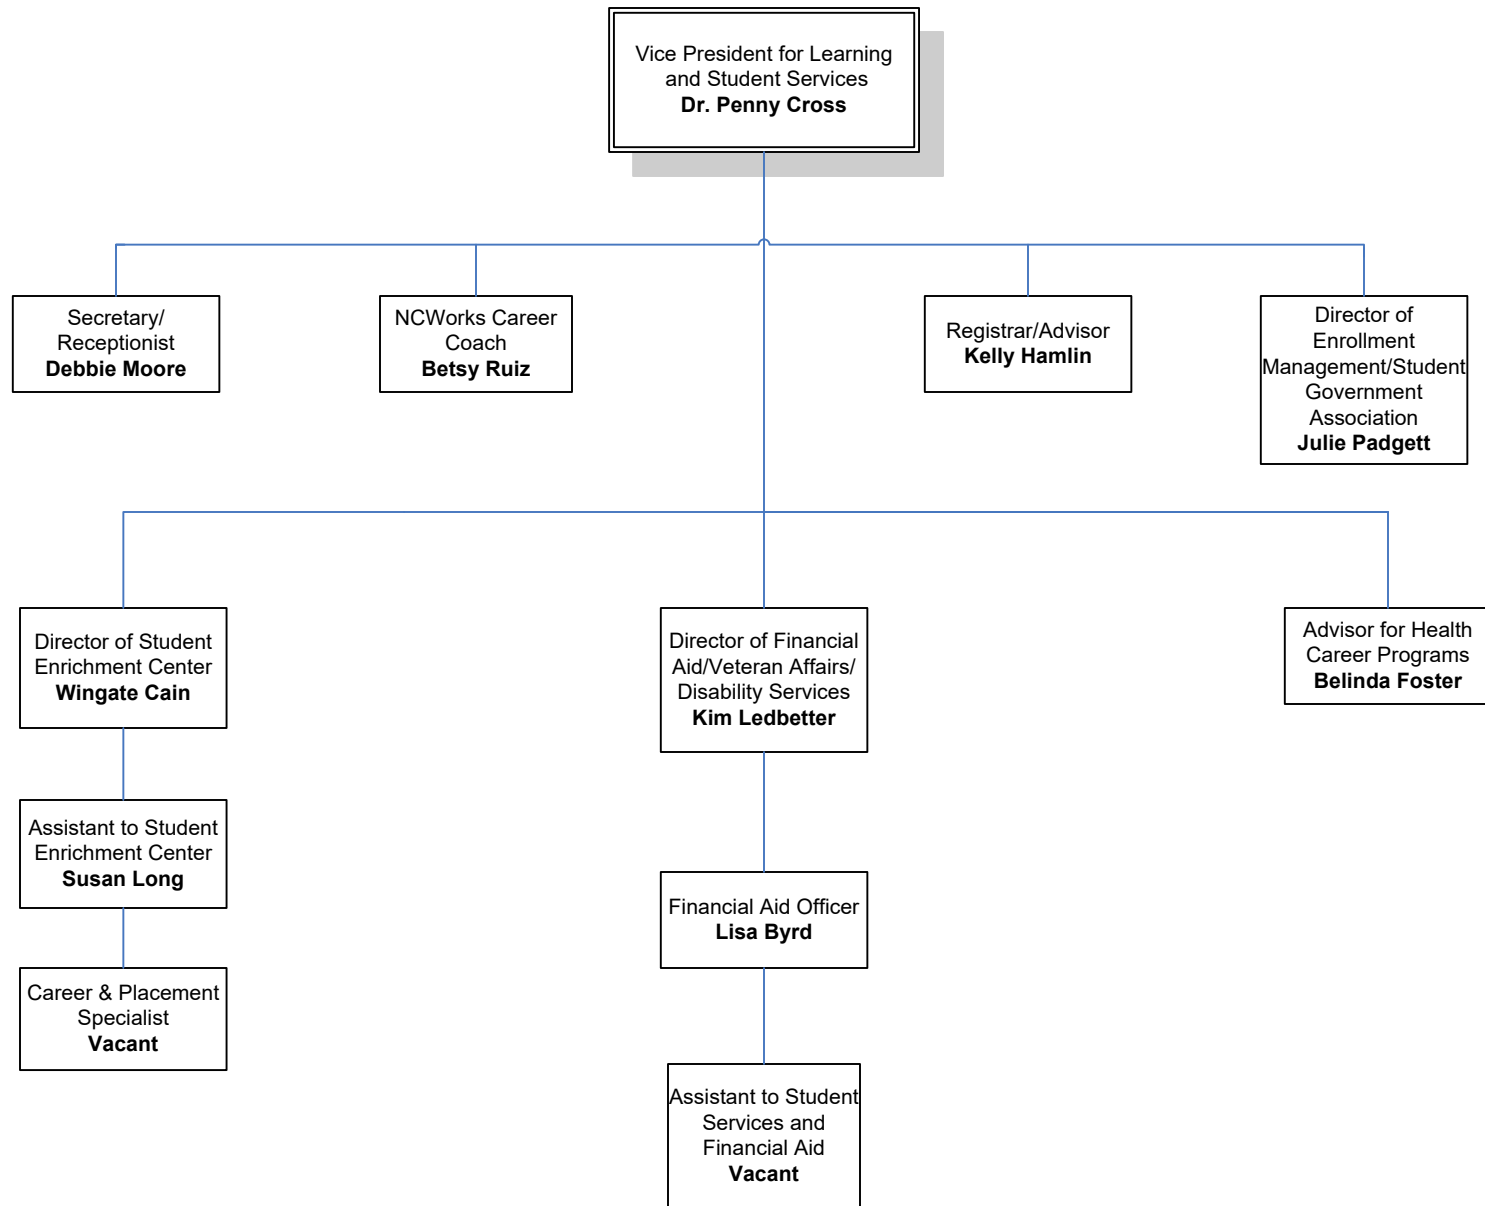 Vice President for Learning
and Student Services
Dr. Penny Cross
Secretary/
Receptionist
Debbie Moore
NCWorks Career
Coach
Betsy Ruiz
Registrar/Advisor
Kelly Hamlin
Director of
Enrollment
Management/Student
Government
Association
Julie Padgett
Director of Student
Enrichment Center
Wingate Cain
Director of Financial
Aid/Veteran Affairs/
Disability Services
Kim Ledbetter
Advisor for Health
Career Programs
Belinda Foster
Assistant to Student
Enrichment Center
Susan Long
Financial Aid Officer
Lisa Byrd
Career & Placement
Specialist
Vacant
Assistant to Student
Services and
Financial Aid
Vacant